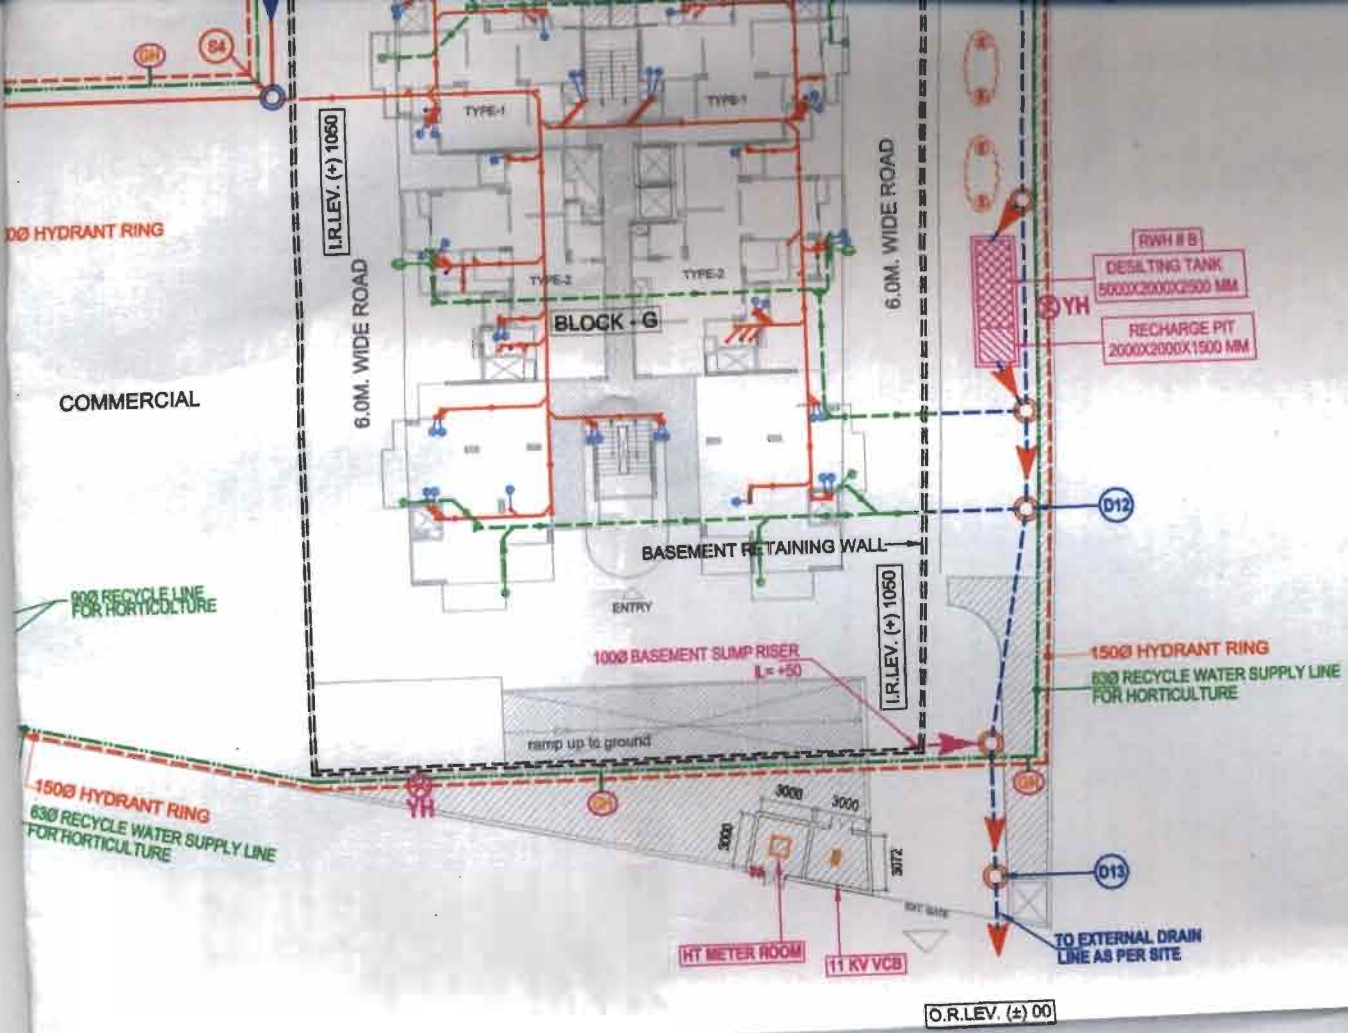 GH
S4
I.R.LEV. (+) 1050
TYPE-1
TYPE-1
6.0M. WIDE ROAD
0Ø HYDRANT RING
RWH # B
DESILTING TANK
5000X2000X2500 MM
YH
RECHARGE PIT
2000X2000X1500 MM
TYPE-2
TYPE-2
BLOCK - G
6.0M. WIDE ROAD
COMMERCIAL
D12
BASEMENT RETAINING WALL
90Ø RECYCLE LINE
FOR HORTICULTURE
ENTRY
I.R.LEV. (+) 1050
100Ø BASEMENT SUMP RISER
IL= +50
150Ø HYDRANT RING
63Ø RECYCLE WATER SUPPLY LINE
FOR HORTICULTURE
ramp up to ground
150Ø HYDRANT RING
63Ø RECYCLE WATER SUPPLY LINE
FOR HORTICULTURE
YH
GH
GH
3000
3000
3000
3072
D13
EXIT GATE
HT METER ROOM
11 KV VCB
TO EXTERNAL DRAIN
LINE AS PER SITE
O.R.LEV. (±) 00